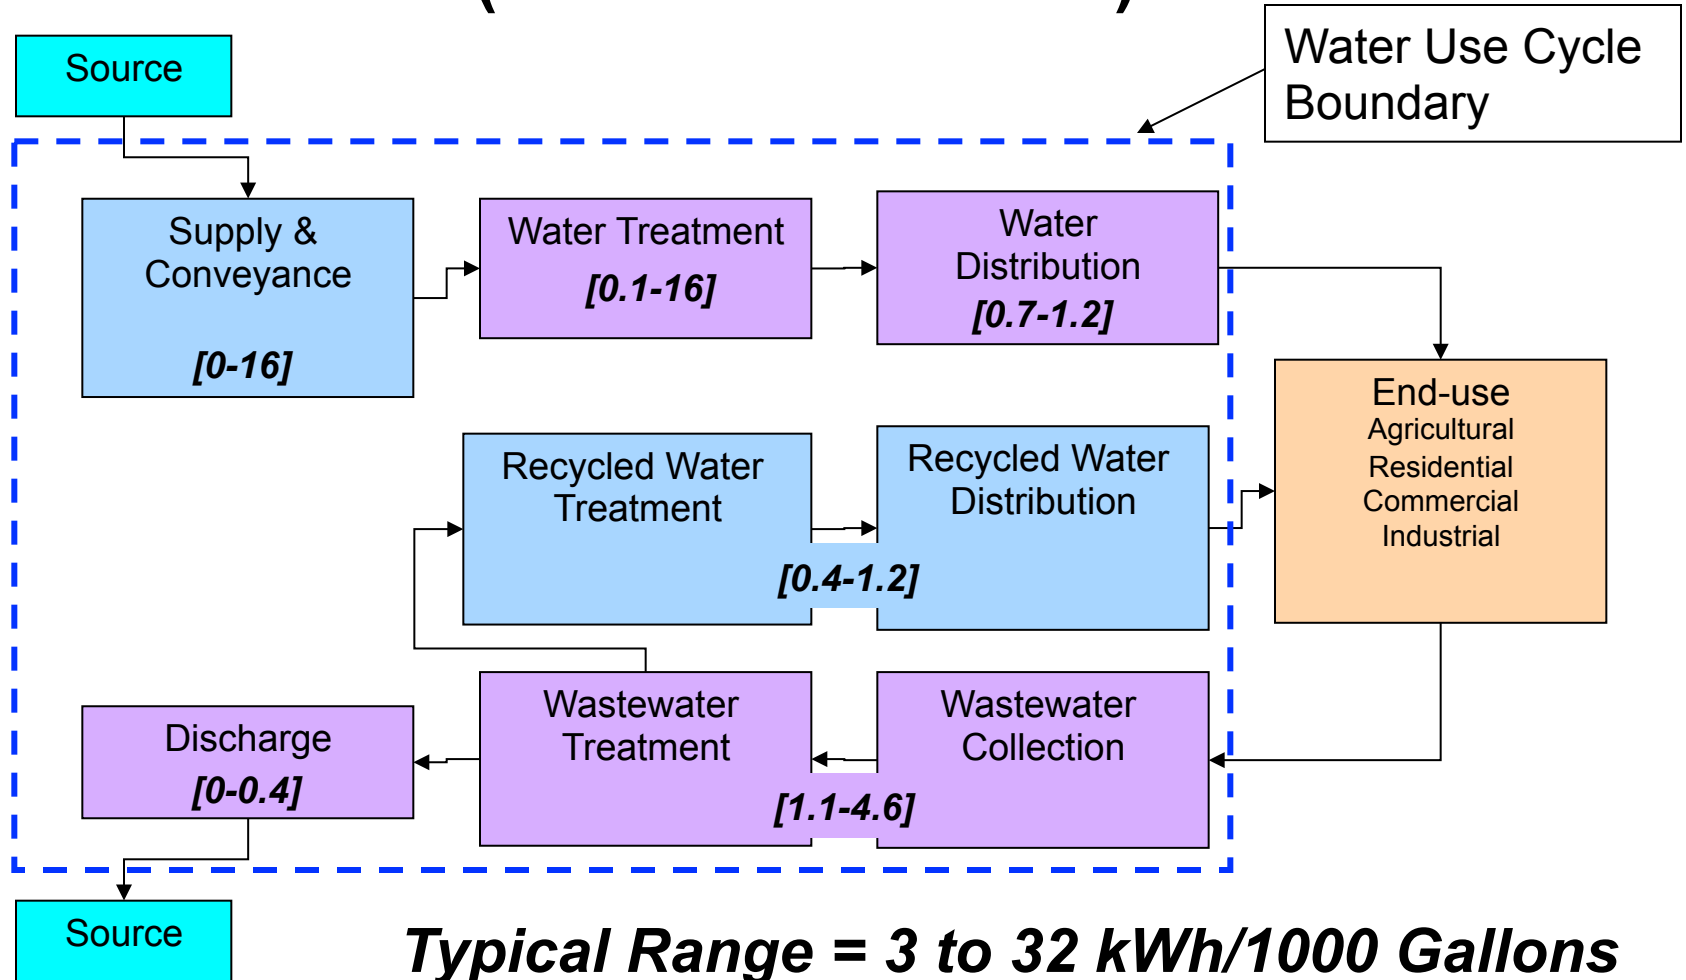 Source
Water Use Cycle
Boundary
Supply &
Conveyance
[0-16]
Water Treatment
[0.1-16]
Water
Distribution
[0.7-1.2]
End-use
Agricultural
Residential
Commercial
Industrial
Recycled Water
Treatment
Recycled Water
Distribution
[0.4-1.2]
Discharge
[0-0.4]
Wastewater
Treatment
Wastewater
Collection
[1.1-4.6]
Source
Typical Range = 3 to 32 kWh/1000 Gallons